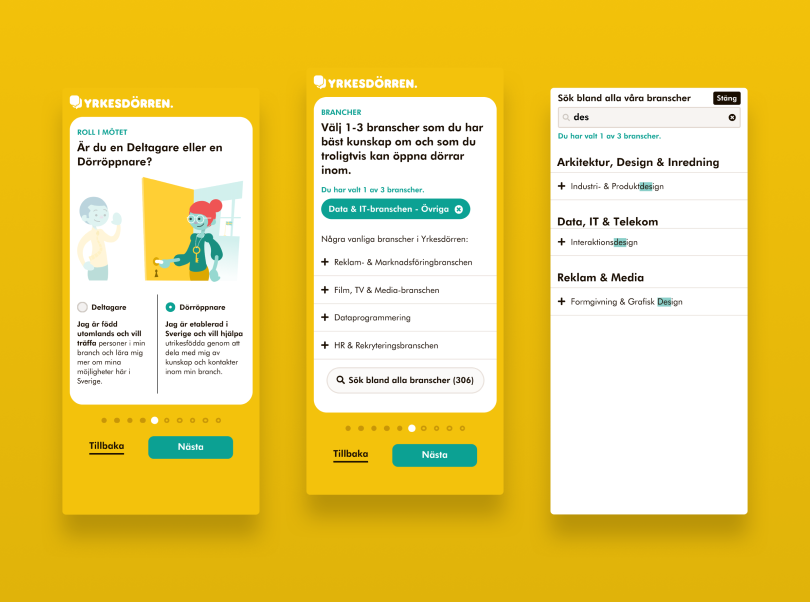 YRKESDÖRREN.
ROLL I MÖTET
Är du en Deltagare eller en
Dörröppnare?
Deltagare
Jag är född
utomlands och vill
träffa personer i min
branch och lära mig
mer om mina
möjligheter här i
Sverige.
Dörröppnare
Jag är etablerad i
Sverige och vill hjälpa
utrikesfödda genom att
dela med mig av
kunskap och kontakter
inom min branch.
Tillbaka
Nästa
YRKESDÖRREN.
BRANCHER
Välj 1-3 branscher som du har
bäst kunskap om och som du
troligtvis kan öppna dörrar
inom.
Du har valt 1 av 3 branscher.
Data & IT-branschen - Övriga
Några vanliga branscher i Yrkesdörren:
Reklam- & Marknadsföringbranschen
Film, TV & Media-branschen
Dataprogrammering
HR & Rekryteringsbranschen
Sök bland alla branscher (306)
Tillbaka
Nästa
Sök bland alla våra branscher
Stäng
des
Du har valt 1 av 3 branscher.
Arkitektur, Design & Inredning
Industri- & Produktdesign
Data, IT & Telekom
Interaktionsdesign
Reklam & Media
Formgivning & Grafisk Design